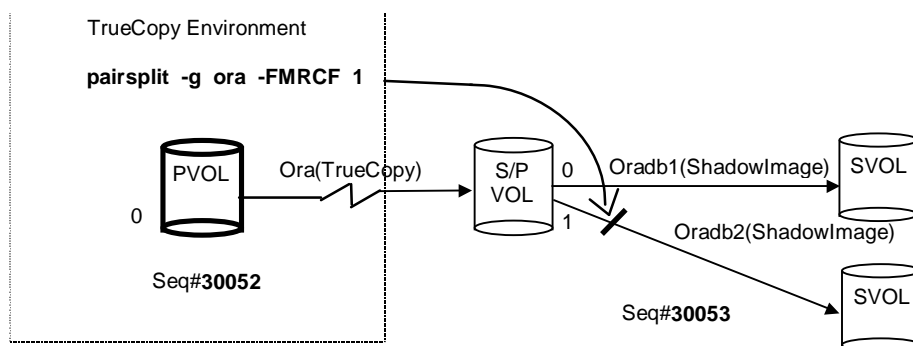 TrueCopy Environment
pairsplit -g ora -FMRCF 1
PVOL
0
Ora(TrueCopy)
S/P
VOL
0
1
Oradb1(ShadowImage)
SVOL
Oradb2(ShadowImage)
SVOL
Seq#30052
Seq#30053